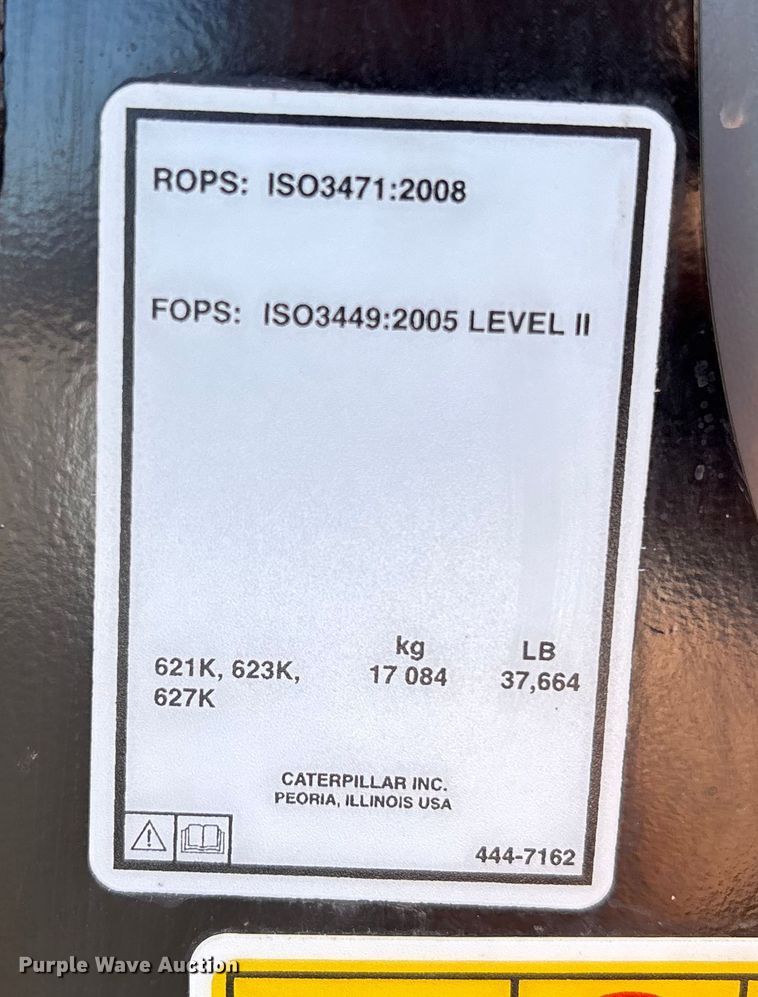 ROPS: ISO3471:2008
FOPS: ISO3449:2005 LEVEL II
kg LB
621K, 623K, 17 084 37,664
627K
CATERPILLAR INC.
PEORIA, ILLINOIS USA
444-7162
Purple Wave Auction